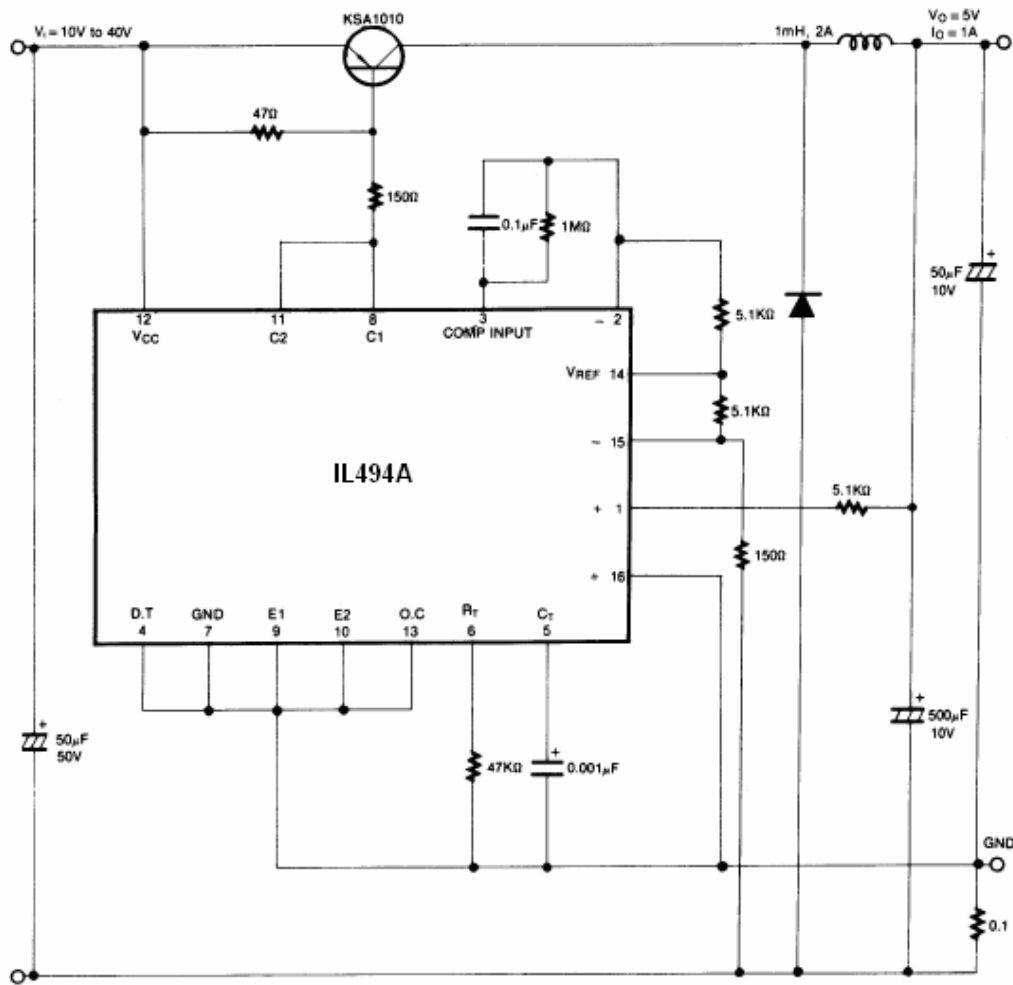 KSA1010
Vᵢ = 10V to 40V
V_O = 5V
I_O = 1A
1mH, 2A
47Ω
150Ω
0.1μF
1MΩ
50μF
10V
+
5.1KΩ
12
11
8
3
− 2
VCC
C2
C1
COMP INPUT
VREF 14
5.1KΩ
− 15
IL494A
5.1KΩ
+ 1
150Ω
+ 16
D.T
GND
E1
E2
O.C
RT
CT
4
7
9
10
13
6
5
+
50μF
50V
+
500μF
10V
47KΩ
+
0.001μF
GND
0.1